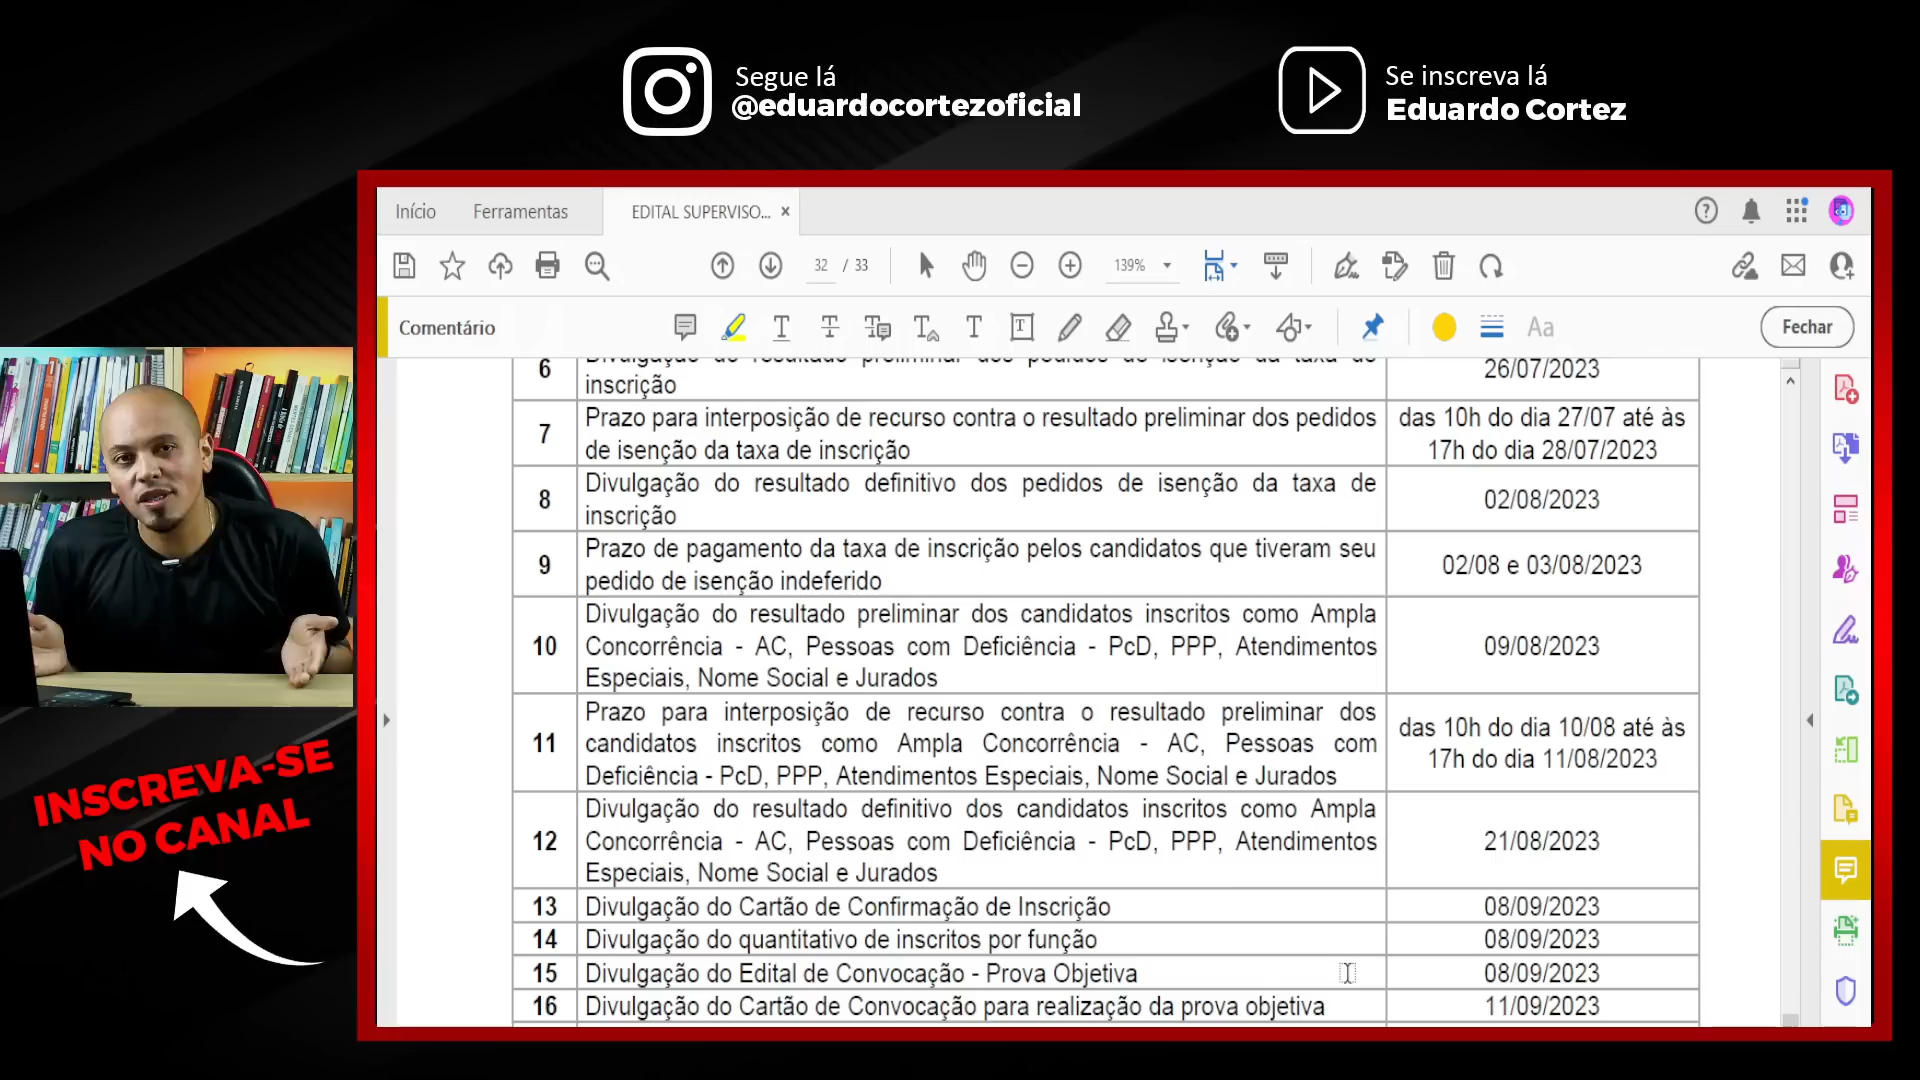 Segue lá
@eduardocortezoficial
Se inscreva lá
Eduardo Cortez
Início
Ferramentas
EDITAL SUPERVISO... ×
32 / 33
139%
Comentário
Aa
Fechar
6
Divulgação do resultado preliminar dos pedidos de isenção da taxa de
inscrição
26/07/2023
7
Prazo para interposição de recurso contra o resultado preliminar dos pedidos
de isenção da taxa de inscrição
das 10h do dia 27/07 até às
17h do dia 28/07/2023
8
Divulgação do resultado definitivo dos pedidos de isenção da taxa de
inscrição
02/08/2023
9
Prazo de pagamento da taxa de inscrição pelos candidatos que tiveram seu
pedido de isenção indeferido
02/08 e 03/08/2023
10
Divulgação do resultado preliminar dos candidatos inscritos como Ampla
Concorrência - AC, Pessoas com Deficiência - PcD, PPP, Atendimentos
Especiais, Nome Social e Jurados
09/08/2023
11
Prazo para interposição de recurso contra o resultado preliminar dos
candidatos inscritos como Ampla Concorrência - AC, Pessoas com
Deficiência - PcD, PPP, Atendimentos Especiais, Nome Social e Jurados
das 10h do dia 10/08 até às
17h do dia 11/08/2023
12
Divulgação do resultado definitivo dos candidatos inscritos como Ampla
Concorrência - AC, Pessoas com Deficiência - PcD, PPP, Atendimentos
Especiais, Nome Social e Jurados
21/08/2023
13
Divulgação do Cartão de Confirmação de Inscrição
08/09/2023
14
Divulgação do quantitativo de inscritos por função
08/09/2023
15
Divulgação do Edital de Convocação - Prova Objetiva
08/09/2023
16
Divulgação do Cartão de Convocação para realização da prova objetiva
11/09/2023
INSCREVA-SE
NO CANAL